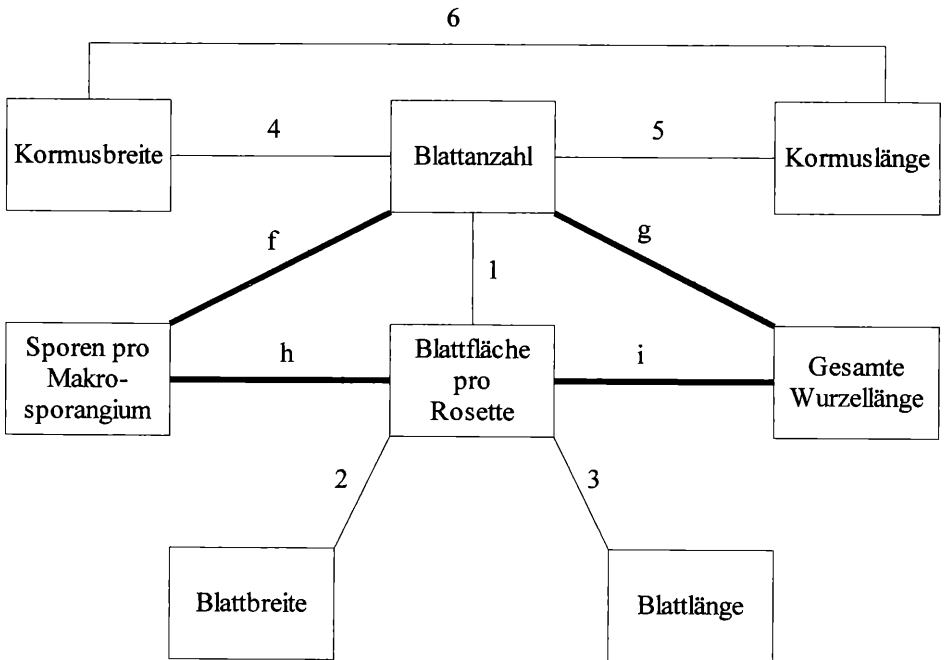 6
4
5
Kormusbreite
Blattanzahl
Kormuslänge
f
g
1
Sporen pro
Makro-
sporangium
h
Blattfläche
pro
Rosette
i
Gesamte
Wurzellänge
2
3
Blattbreite
Blattlänge